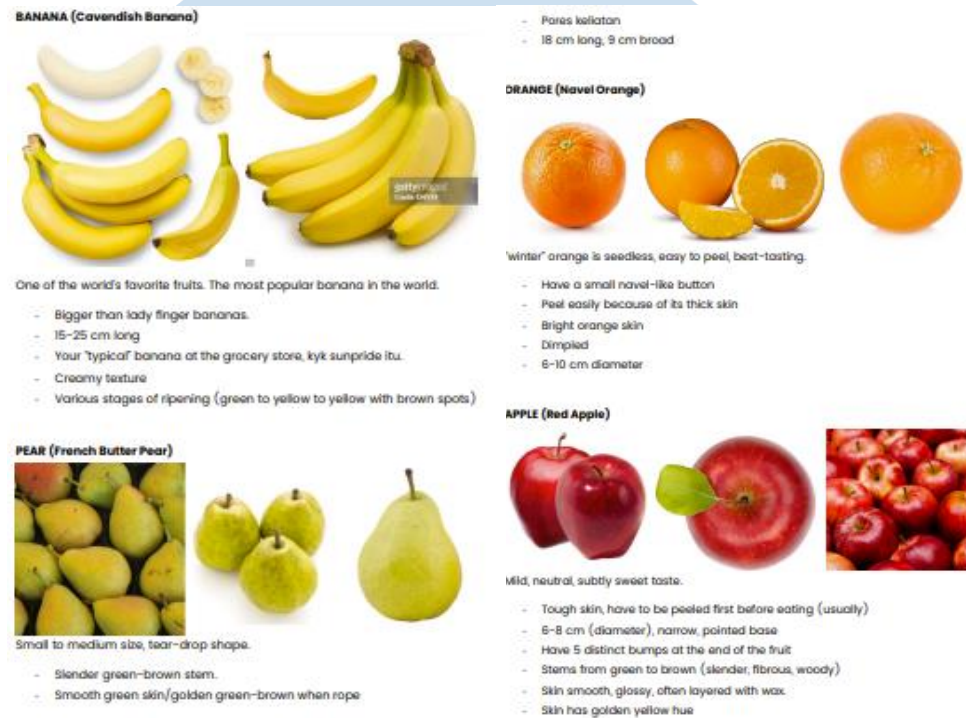 BANANA (Cavendish Banana)
One of the world's favorite fruits. The most popular banana in the world.
- Bigger than lady finger bananas.
- 15-25 cm long
- Your "typical" banana at the grocery store, kyk sunpride itu.
- Creamy texture
- Various stages of ripening (green to yellow to yellow with brown spots)
PEAR (French Butter Pear)
Small to medium size, tear-drop shape.
- Slender green-brown stem.
- Smooth green skin/golden green-brown when rope
- Pores keliatan
- 18 cm long, 9 cm broad
ORANGE (Navel Orange)
"winter" orange is seedless, easy to peel, best-tasting.
- Have a small navel-like button
- Peel easily because of its thick skin
- Bright orange skin
- Dimpled
- 6-10 cm diameter
APPLE (Red Apple)
Mild, neutral, subtly sweet taste.
- Tough skin, have to be peeled first before eating (usually)
- 6-8 cm (diameter), narrow, pointed base
- Have 5 distinct bumps at the end of the fruit
- Stems from green to brown (slender, fibrous, woody)
- Skin smooth, glossy, often layered with wax.
- Skin has golden yellow hue